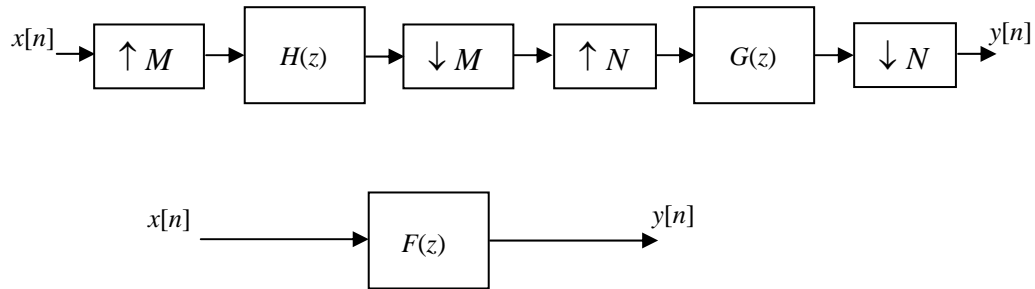 x[n] ↑ M H(z) ↓ M ↑ N G(z) ↓ N y[n]
x[n] F(z) y[n]